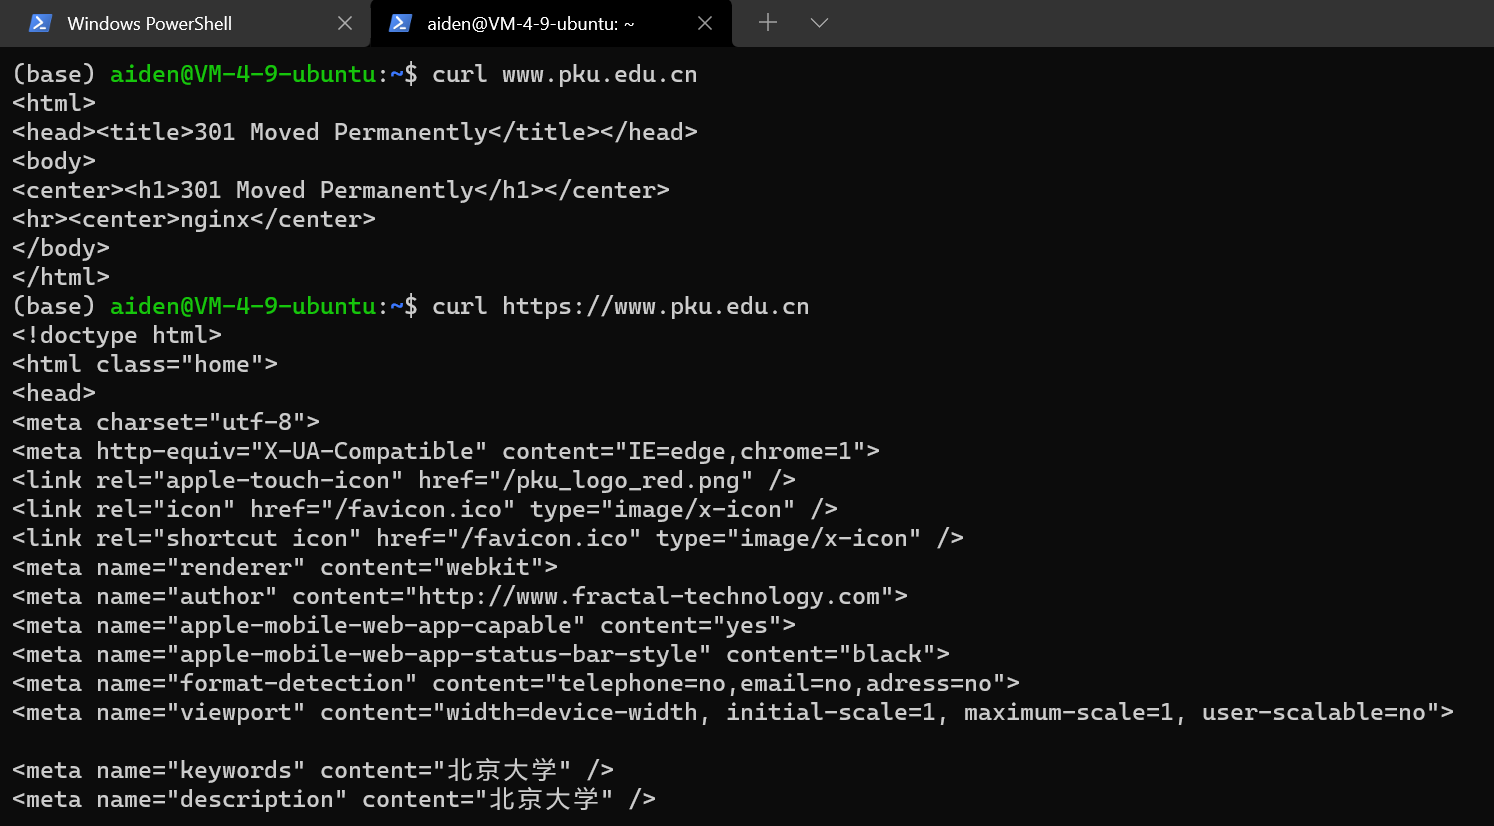 Windows PowerShell
aiden@VM-4-9-ubuntu: ~
(base) aiden@VM-4-9-ubuntu:~$ curl www.pku.edu.cn
<html>
<head><title>301 Moved Permanently</title></head>
<body>
<center><h1>301 Moved Permanently</h1></center>
<hr><center>nginx</center>
</body>
</html>
(base) aiden@VM-4-9-ubuntu:~$ curl https://www.pku.edu.cn
<!doctype html>
<html class="home">
<head>
<meta charset="utf-8">
<meta http-equiv="X-UA-Compatible" content="IE=edge,chrome=1">
<link rel="apple-touch-icon" href="/pku_logo_red.png" />
<link rel="icon" href="/favicon.ico" type="image/x-icon" />
<link rel="shortcut icon" href="/favicon.ico" type="image/x-icon" />
<meta name="renderer" content="webkit">
<meta name="author" content="http://www.fractal-technology.com">
<meta name="apple-mobile-web-app-capable" content="yes">
<meta name="apple-mobile-web-app-status-bar-style" content="black">
<meta name="format-detection" content="telephone=no,email=no,adress=no">
<meta name="viewport" content="width=device-width, initial-scale=1, maximum-scale=1, user-scalable=no">
<meta name="keywords" content="北京大学" />
<meta name="description" content="北京大学" />